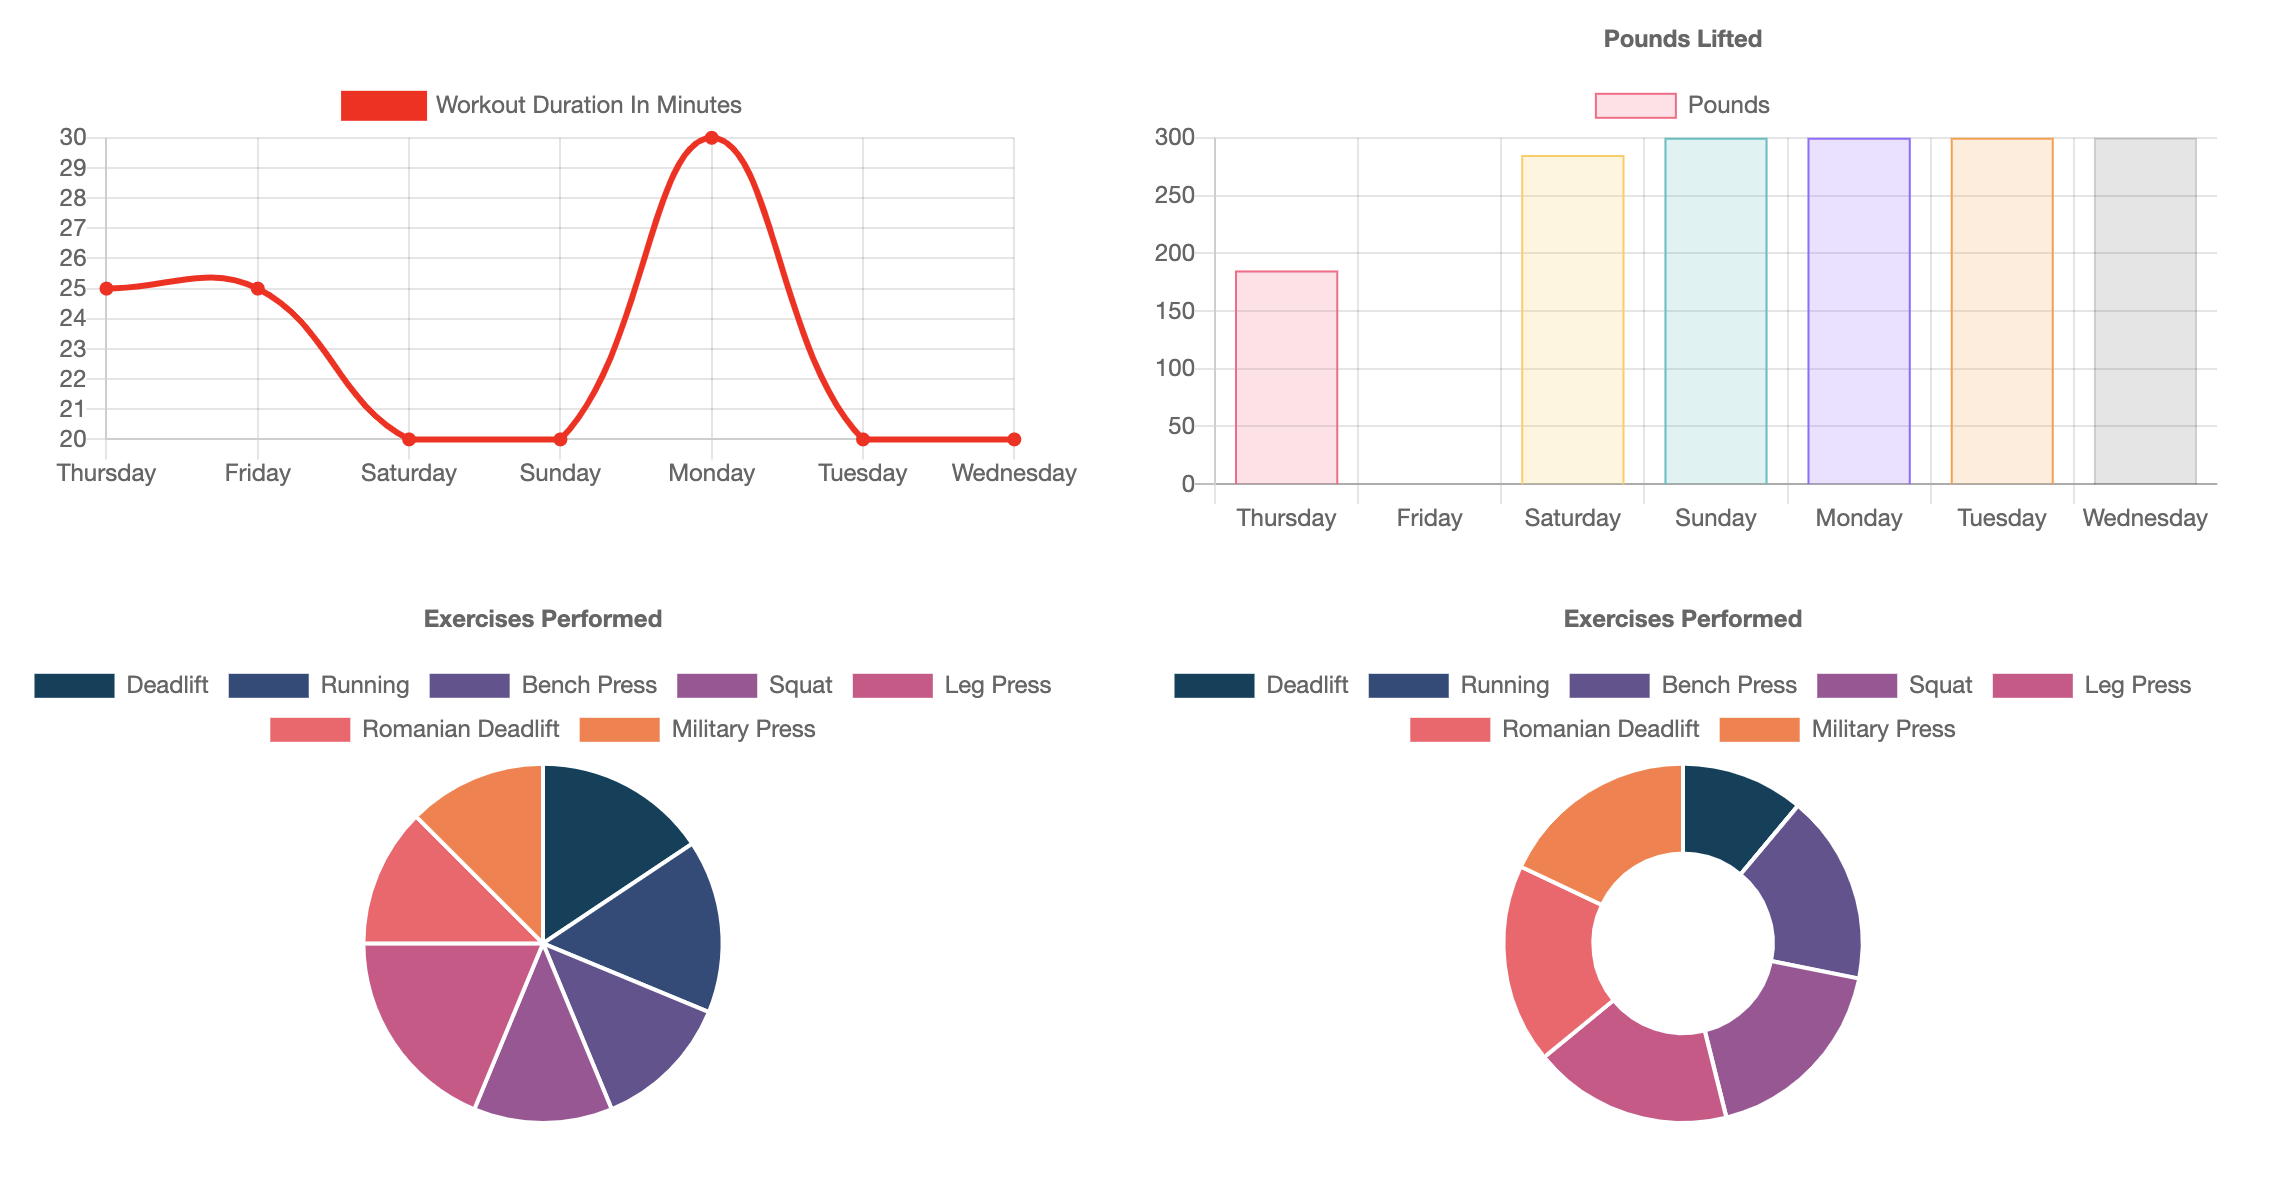 Workout Duration In Minutes
30
29
28
27
26
25
24
23
22
21
20
Thursday Friday Saturday Sunday Monday Tuesday Wednesday
Pounds Lifted
Pounds
300
250
200
150
100
50
0
Thursday Friday Saturday Sunday Monday Tuesday Wednesday
Exercises Performed
Deadlift Running Bench Press Squat Leg Press
Romanian Deadlift Military Press
Exercises Performed
Deadlift Running Bench Press Squat Leg Press
Romanian Deadlift Military Press